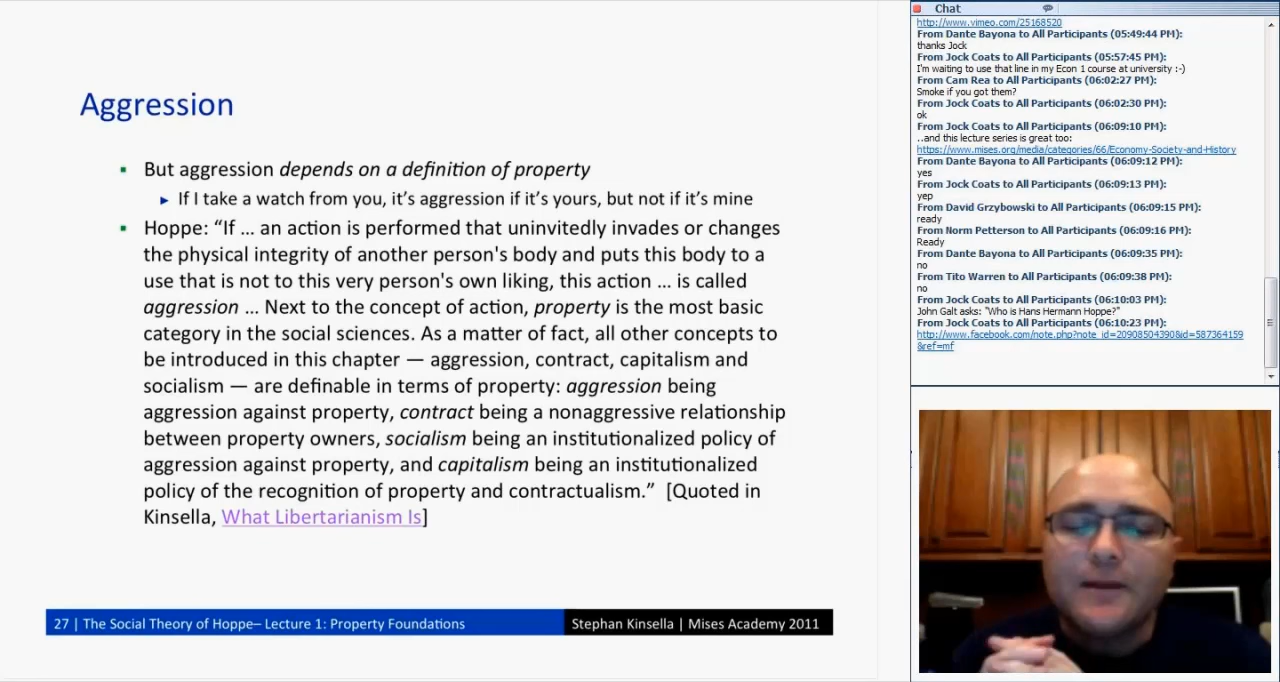 Aggression
But aggression depends on a definition of property
If I take a watch from you, it’s aggression if it’s yours, but not if it’s mine
Hoppe: “If … an action is performed that uninvitedly invades or changes
the physical integrity of another person's body and puts this body to a
use that is not to this very person's own liking, this action … is called
aggression … Next to the concept of action, property is the most basic
category in the social sciences. As a matter of fact, all other concepts to
be introduced in this chapter — aggression, contract, capitalism and
socialism — are definable in terms of property: aggression being
aggression against property, contract being a nonaggressive relationship
between property owners, socialism being an institutionalized policy of
aggression against property, and capitalism being an institutionalized
policy of the recognition of property and contractualism.” [Quoted in
Kinsella, What Libertarianism Is]
27 | The Social Theory of Hoppe– Lecture 1: Property Foundations
Stephan Kinsella | Mises Academy 2011
Chat
http://www.vimeo.com/25168520
From Dante Bayona to All Participants (05:49:44 PM):
thanks Jock
From Jock Coats to All Participants (05:57:45 PM):
I'm waiting to use that line in my Econ 1 course at university :-)
From Cam Rea to All Participants (06:02:27 PM):
Smoke if you got them?
From Jock Coats to All Participants (06:02:30 PM):
ok
From Jock Coats to All Participants (06:09:10 PM):
..and this lecture series is great too:
https://www.mises.org/media/categories/66/Economy-Society-and-History
From Dante Bayona to All Participants (06:09:12 PM):
yes
From Jock Coats to All Participants (06:09:13 PM):
yep
From David Grzybowski to All Participants (06:09:15 PM):
ready
From Norm Petterson to All Participants (06:09:16 PM):
Ready
From Dante Bayona to All Participants (06:09:35 PM):
no
From Tito Warren to All Participants (06:09:38 PM):
no
From Jock Coats to All Participants (06:10:03 PM):
John Galt asks: "Who is Hans Hermann Hoppe?"
From Jock Coats to All Participants (06:10:23 PM):
http://www.facebook.com/note.php?note_id=20908504390&id=587364159
&ref=mf